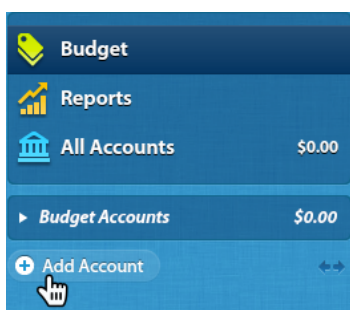 Budget
Reports
All Accounts $0.00
Budget Accounts $0.00
Add Account